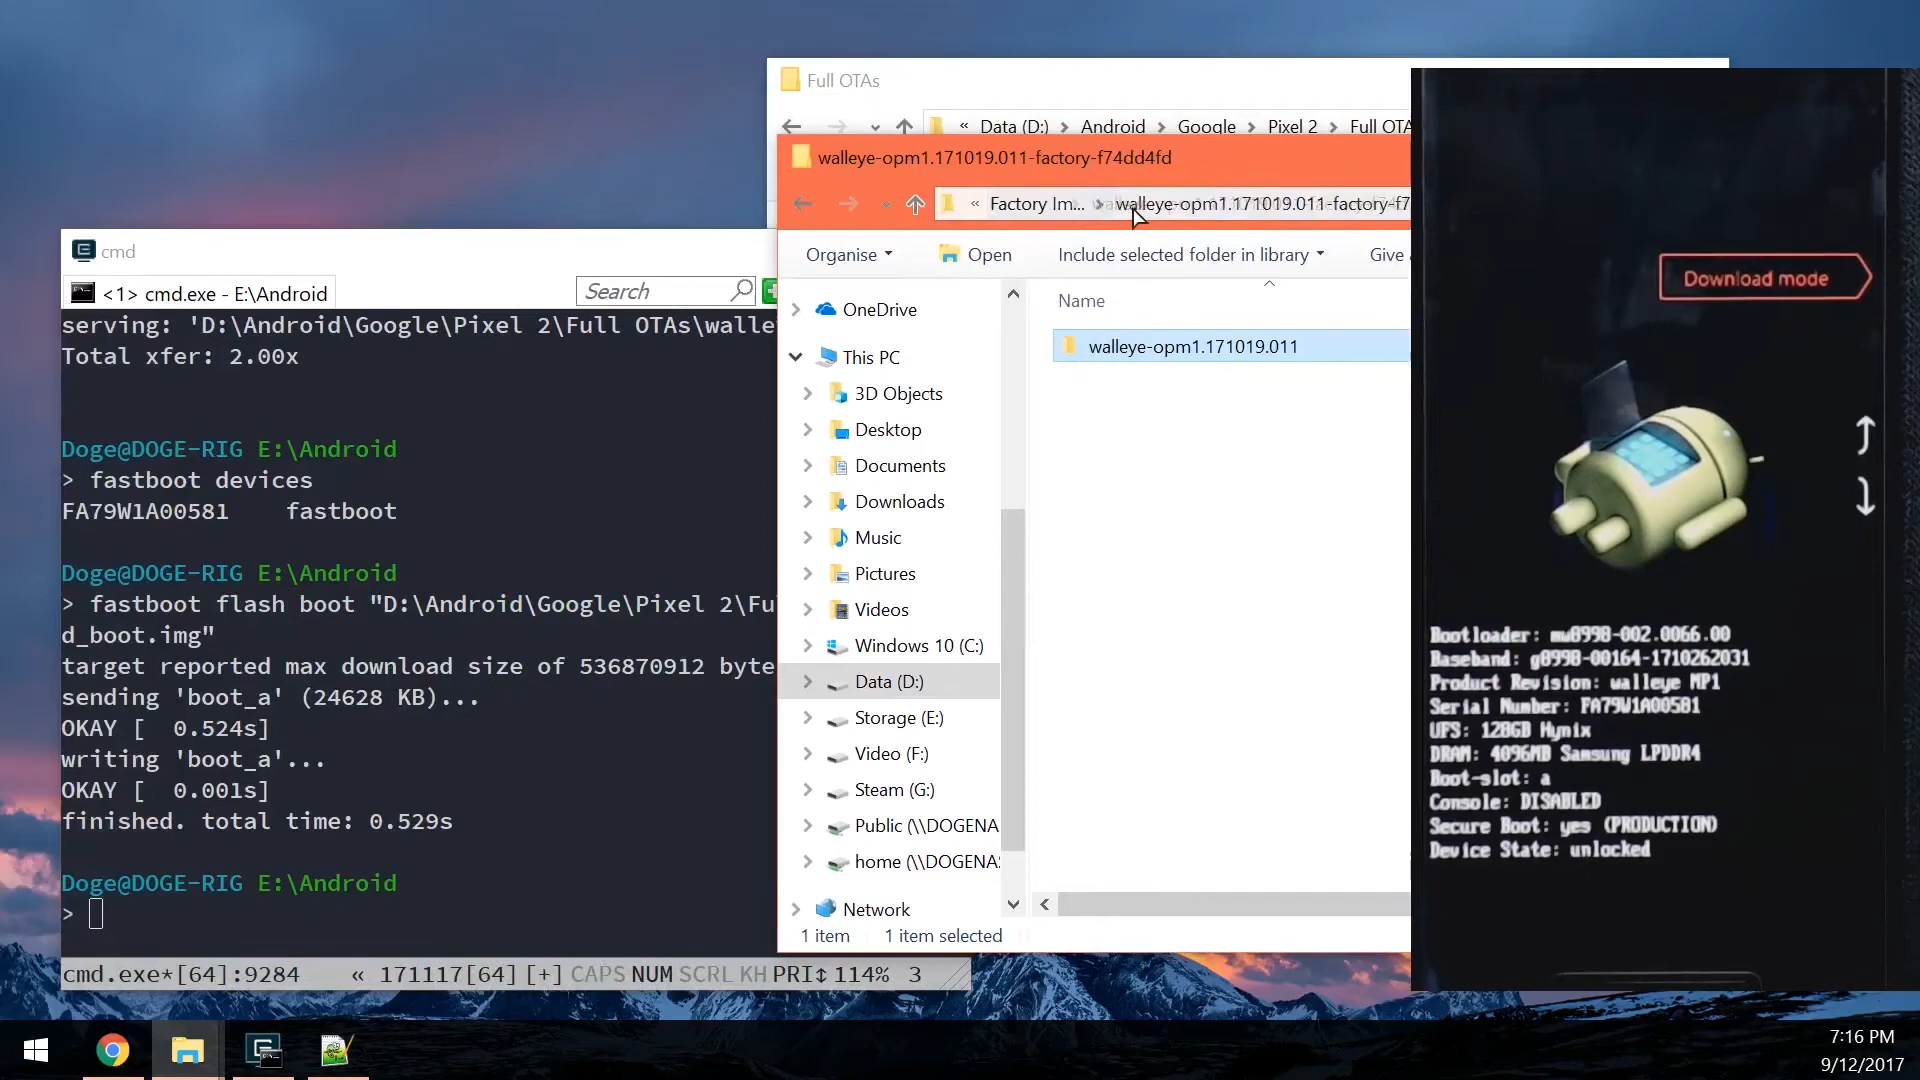 Full OTAs
« Data (D:) > Android > Google > Pixel 2 > Full OTA
walleye-opm1.171019.011-factory-f74dd4fd
« Factory Im... > walleye-opm1.171019.011-factory-f7
Organise
Open
Include selected folder in library
Give
Name
OneDrive
walleye-opm1.171019.011
This PC
3D Objects
Desktop
Documents
Downloads
Music
Pictures
Videos
Windows 10 (C:)
Data (D:)
Storage (E:)
Video (F:)
Steam (G:)
Public (\\DOGENA
home (\\DOGENAS
Network
1 item
1 item selected
cmd
<1> cmd.exe - E:\Android
Search
serving: 'D:\Android\Google\Pixel 2\Full OTAs\walle
Total xfer: 2.00x
Doge@DOGE-RIG E:\Android
> fastboot devices
FA79W1A00581    fastboot
Doge@DOGE-RIG E:\Android
> fastboot flash boot "D:\Android\Google\Pixel 2\Fu
d_boot.img"
target reported max download size of 536870912 byte
sending 'boot_a' (24628 KB)...
OKAY [  0.524s]
writing 'boot_a'...
OKAY [  0.001s]
finished. total time: 0.529s
Doge@DOGE-RIG E:\Android
>
cmd.exe*[64]:9284    « 171117[64] [+] CAPS NUM SCRL KH PRI↕ 114%  3
Download mode
Bootloader: mw8998-002.0066.00
Baseband: g8998-00164-1710262031
Product Revision: walleye MP1
Serial Number: FA79W1A00581
UFS: 128GB Hynix
DRAM: 4096MB Samsung LPDDR4
Boot-slot: a
Console: DISABLED
Secure Boot: yes (PRODUCTION)
Device State: unlocked
7:16 PM
9/12/2017